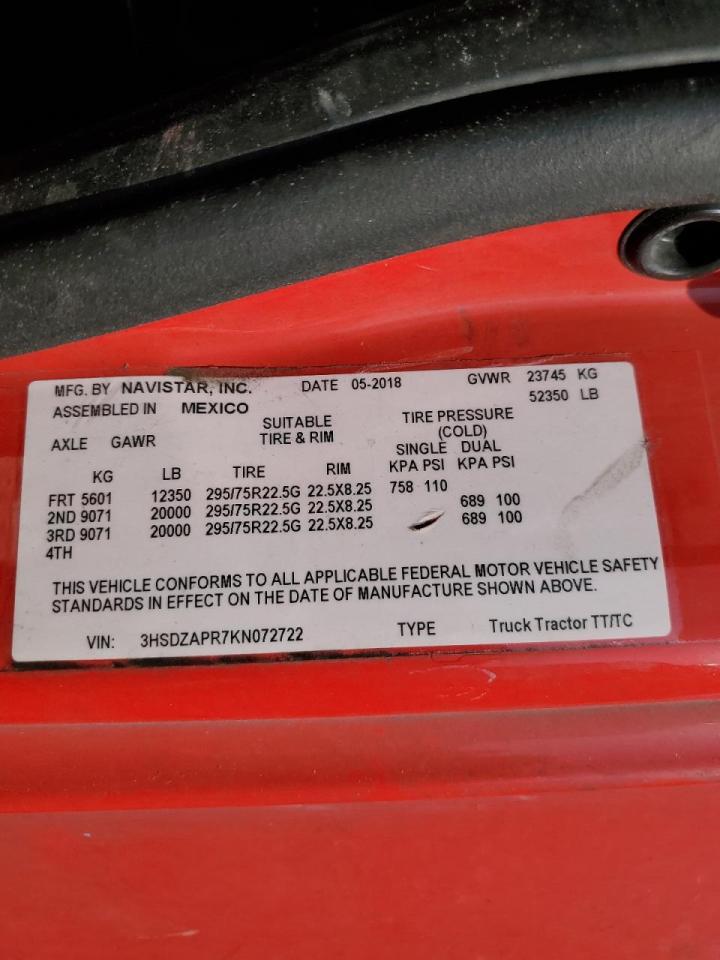 MFG. BY NAVISTAR, INC. DATE 05-2018 GVWR 23745 KG
52350 LB
ASSEMBLED IN MEXICO
SUITABLE TIRE PRESSURE
AXLE GAWR TIRE & RIM (COLD)
SINGLE DUAL
KG LB TIRE RIM KPA PSI KPA PSI
FRT 5601 12350 295/75R22.5G 22.5X8.25 758 110
2ND 9071 20000 295/75R22.5G 22.5X8.25 689 100
3RD 9071 20000 295/75R22.5G 22.5X8.25 689 100
4TH
THIS VEHICLE CONFORMS TO ALL APPLICABLE FEDERAL MOTOR VEHICLE SAFETY
STANDARDS IN EFFECT ON THE DATE OF MANUFACTURE SHOWN ABOVE.
VIN: 3HSDZAPR7KN072722 TYPE Truck Tractor TT/TC